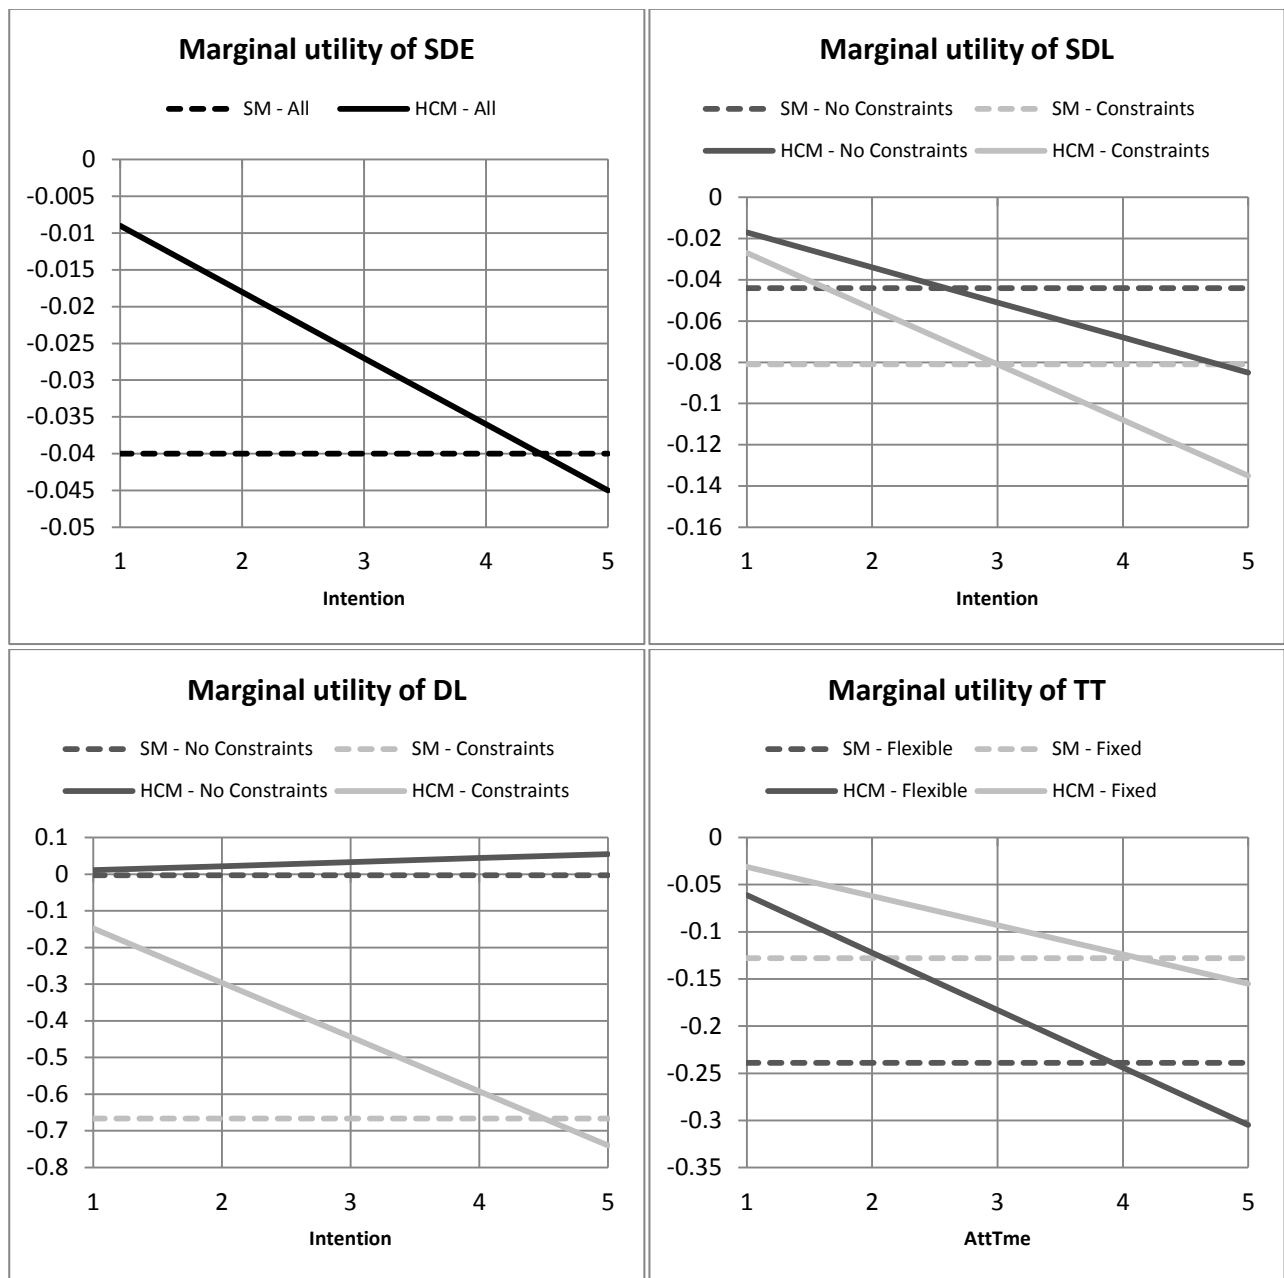 Marginal utility of SDE
SM - All HCM - All
0
-0.005
-0.01
-0.015
-0.02
-0.025
-0.03
-0.035
-0.04
-0.045
-0.05
1 2 3 4 5
Intention
Marginal utility of SDL
SM - No Constraints SM - Constraints
HCM - No Constraints HCM - Constraints
0
-0.02
-0.04
-0.06
-0.08
-0.1
-0.12
-0.14
-0.16
1 2 3 4 5
Intention
Marginal utility of DL
SM - No Constraints SM - Constraints
HCM - No Constraints HCM - Constraints
0.1
0
-0.1
-0.2
-0.3
-0.4
-0.5
-0.6
-0.7
-0.8
1 2 3 4 5
Intention
Marginal utility of TT
SM - Flexible SM - Fixed
HCM - Flexible HCM - Fixed
0
-0.05
-0.1
-0.15
-0.2
-0.25
-0.3
-0.35
1 2 3 4 5
AttTme